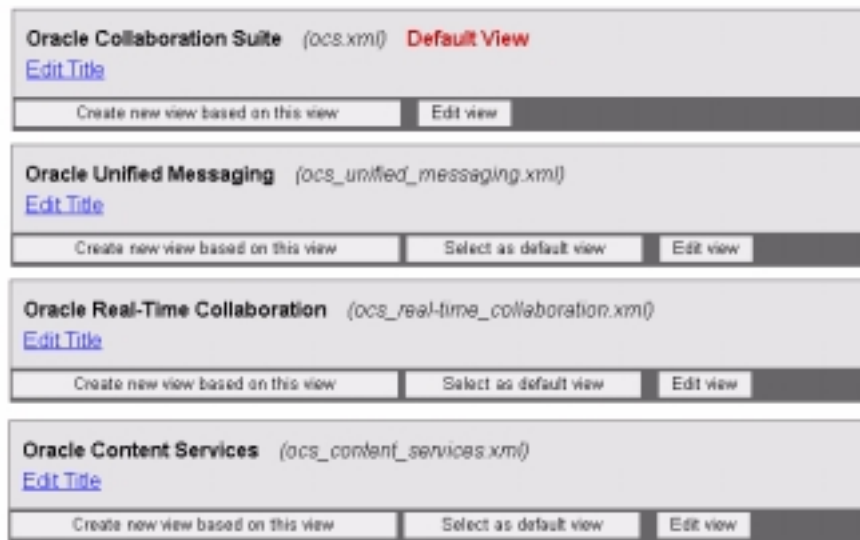 Oracle Collaboration Suite (ocs.xml) Default View
Edit Title
Create new view based on this view Edit view
Oracle Unified Messaging (ocs_unified_messaging.xml)
Edit Title
Create new view based on this view Select as default view Edit view
Oracle Real-Time Collaboration (ocs_real-time_collaboration.xml)
Edit Title
Create new view based on this view Select as default view Edit view
Oracle Content Services (ocs_content_services.xml)
Edit Title
Create new view based on this view Select as default view Edit view